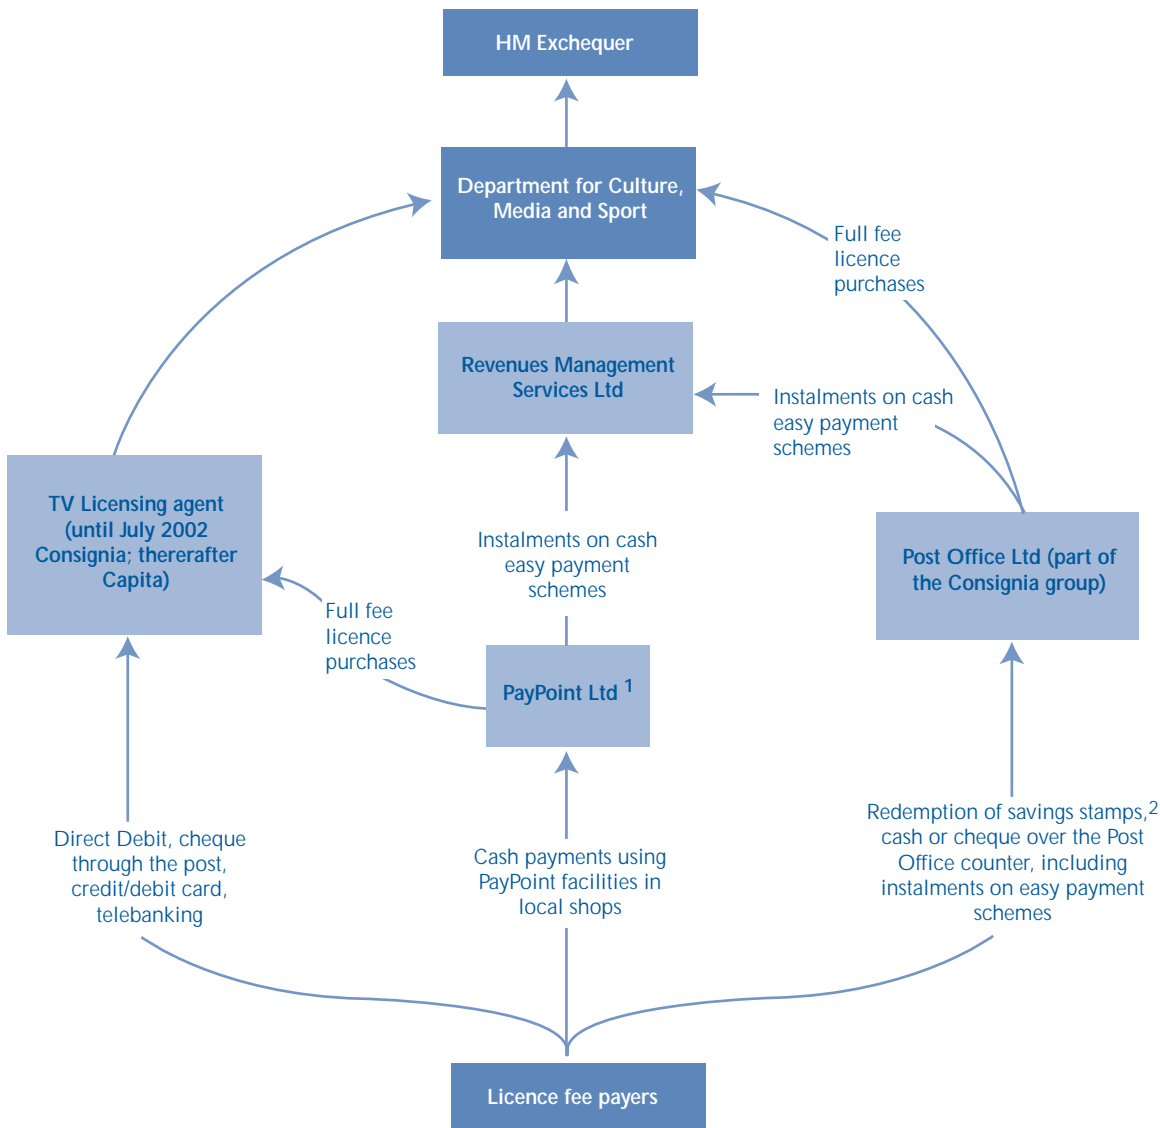 HM Exchequer
Department for Culture,
Media and Sport
Full fee
licence
purchases
Revenues Management
Services Ltd
Instalments on cash
easy payment
schemes
TV Licensing agent
(until July 2002
Consignia; thererafter
Capita)
Instalments on cash
easy payment
schemes
Post Office Ltd (part of
the Consignia group)
Full fee
licence
purchases
PayPoint Ltd 1
Direct Debit, cheque
through the post,
credit/debit card,
telebanking
Cash payments using
PayPoint facilities in
local shops
Redemption of savings stamps,2
cash or cheque over the Post
Office counter, including
instalments on easy payment
schemes
Licence fee payers